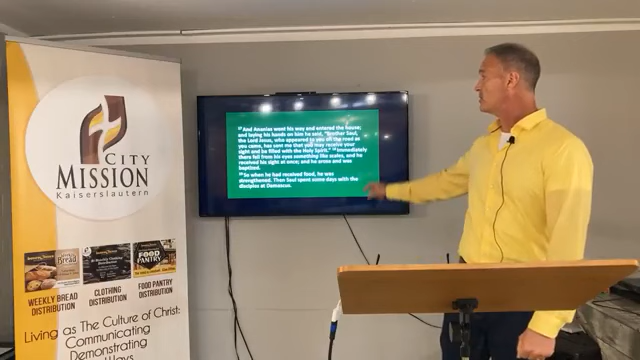 CITY
MISSION
Kaiserslautern
Bread
FOOD
PANTRY
WEEKLY BREAD
DISTRIBUTION
CLOTHING
DISTRIBUTION
FOOD PANTRY
DISTRIBUTION
Living as The Culture of Christ:
Communicating
Demonstrating
Ways
17 And Ananias went his way and entered the house;
and laying his hands on him he said, "Brother Saul,
the Lord Jesus, who appeared to you on the road as
you came, has sent me that you may receive your
sight and be filled with the Holy Spirit." 18 Immediately
there fell from his eyes something like scales, and he
received his sight at once; and he arose and was
baptized.
19 So when he had received food, he was
strengthened. Then Saul spent some days with the
disciples at Damascus.